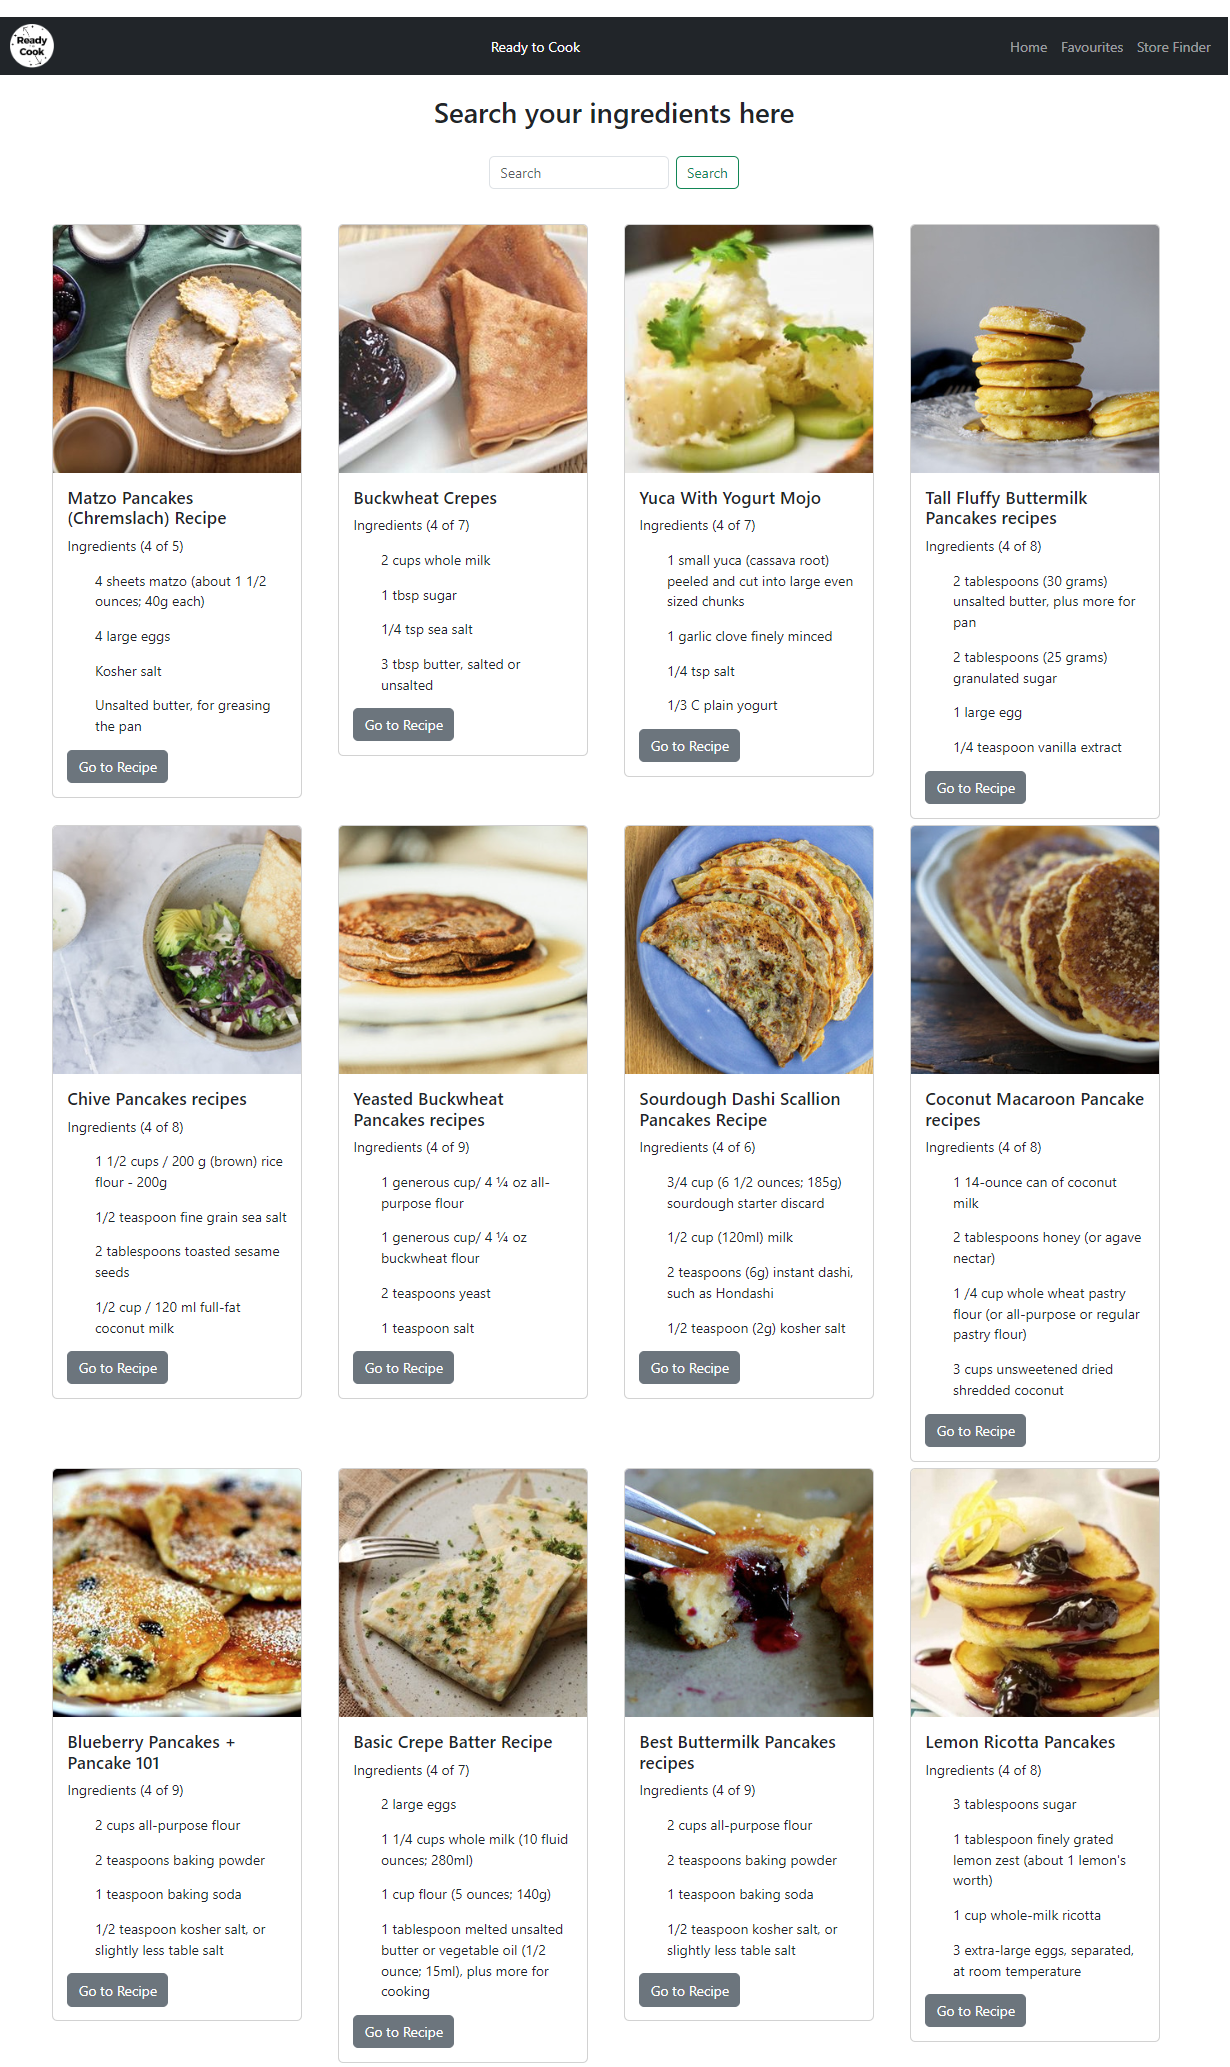 Ready
Cook
Ready to Cook
Home Favourites Store Finder
Search your ingredients here
Search
Search
Matzo Pancakes
(Chremslach) Recipe
Ingredients (4 of 5)
4 sheets matzo (about 1 1/2
ounces; 40g each)
4 large eggs
Kosher salt
Unsalted butter, for greasing
the pan
Go to Recipe
Buckwheat Crepes
Ingredients (4 of 7)
2 cups whole milk
1 tbsp sugar
1/4 tsp sea salt
3 tbsp butter, salted or
unsalted
Go to Recipe
Yuca With Yogurt Mojo
Ingredients (4 of 7)
1 small yuca (cassava root)
peeled and cut into large even
sized chunks
1 garlic clove finely minced
1/4 tsp salt
1/3 C plain yogurt
Go to Recipe
Tall Fluffy Buttermilk
Pancakes recipes
Ingredients (4 of 8)
2 tablespoons (30 grams)
unsalted butter, plus more for
pan
2 tablespoons (25 grams)
granulated sugar
1 large egg
1/4 teaspoon vanilla extract
Go to Recipe
Chive Pancakes recipes
Ingredients (4 of 8)
1 1/2 cups / 200 g (brown) rice
flour - 200g
1/2 teaspoon fine grain sea salt
2 tablespoons toasted sesame
seeds
1/2 cup / 120 ml full-fat
coconut milk
Go to Recipe
Yeasted Buckwheat
Pancakes recipes
Ingredients (4 of 9)
1 generous cup/ 4 ¼ oz all-
purpose flour
1 generous cup/ 4 ¼ oz
buckwheat flour
2 teaspoons yeast
1 teaspoon salt
Go to Recipe
Sourdough Dashi Scallion
Pancakes Recipe
Ingredients (4 of 6)
3/4 cup (6 1/2 ounces; 185g)
sourdough starter discard
1/2 cup (120ml) milk
2 teaspoons (6g) instant dashi,
such as Hondashi
1/2 teaspoon (2g) kosher salt
Go to Recipe
Coconut Macaroon Pancake
recipes
Ingredients (4 of 8)
1 14-ounce can of coconut
milk
2 tablespoons honey (or agave
nectar)
1 /4 cup whole wheat pastry
flour (or all-purpose or regular
pastry flour)
3 cups unsweetened dried
shredded coconut
Go to Recipe
Blueberry Pancakes +
Pancake 101
Ingredients (4 of 9)
2 cups all-purpose flour
2 teaspoons baking powder
1 teaspoon baking soda
1/2 teaspoon kosher salt, or
slightly less table salt
Go to Recipe
Basic Crepe Batter Recipe
Ingredients (4 of 7)
2 large eggs
1 1/4 cups whole milk (10 fluid
ounces; 280ml)
1 cup flour (5 ounces; 140g)
1 tablespoon melted unsalted
butter or vegetable oil (1/2
ounce; 15ml), plus more for
cooking
Go to Recipe
Best Buttermilk Pancakes
recipes
Ingredients (4 of 9)
2 cups all-purpose flour
2 teaspoons baking powder
1 teaspoon baking soda
1/2 teaspoon kosher salt, or
slightly less table salt
Go to Recipe
Lemon Ricotta Pancakes
Ingredients (4 of 8)
3 tablespoons sugar
1 tablespoon finely grated
lemon zest (about 1 lemon's
worth)
1 cup whole-milk ricotta
3 extra-large eggs, separated,
at room temperature
Go to Recipe